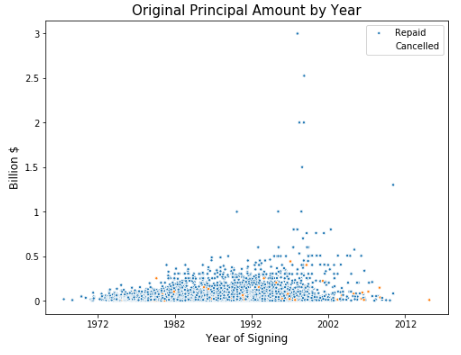 Original Principal Amount by Year
Repaid
Cancelled
Billion $
3
2.5
2
1.5
1
0.5
0
1972
1982
1992
2002
2012
Year of Signing